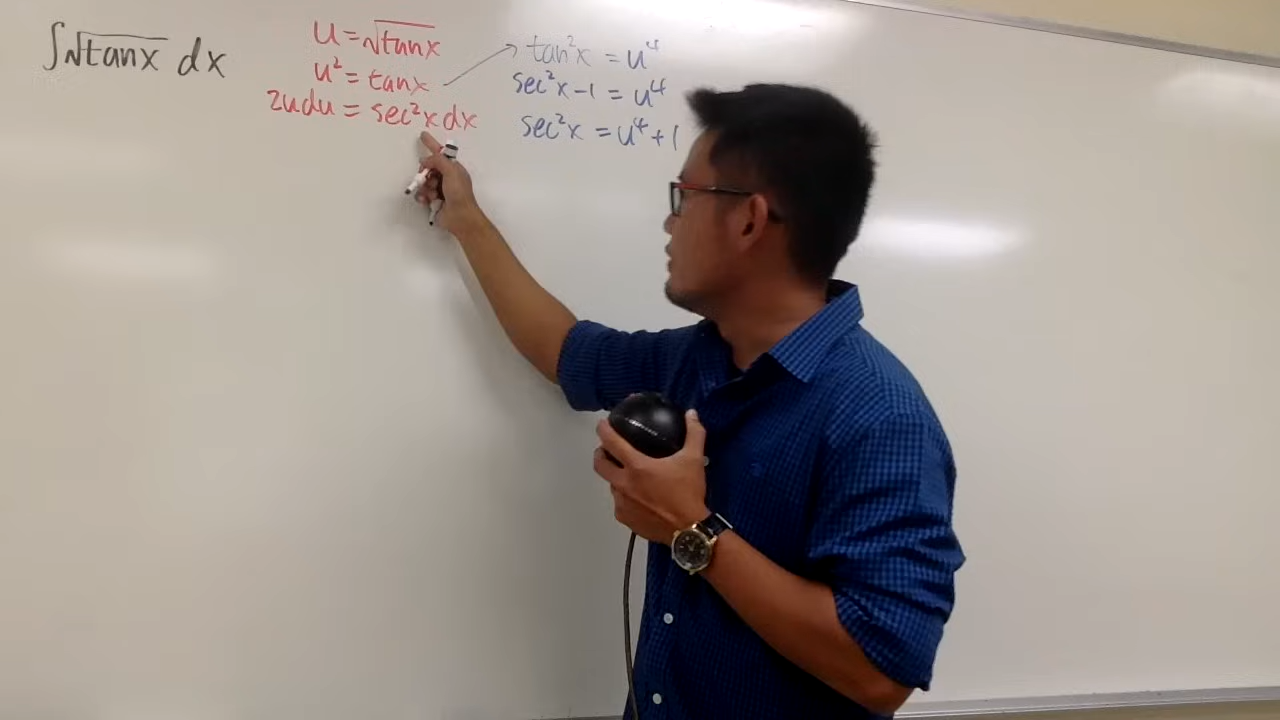 ∫√tanx dx
u = √tanx
u² = tanx
2udu = sec²x dx
tan²x = u⁴
sec²x - 1 = u⁴
sec²x = u⁴ + 1